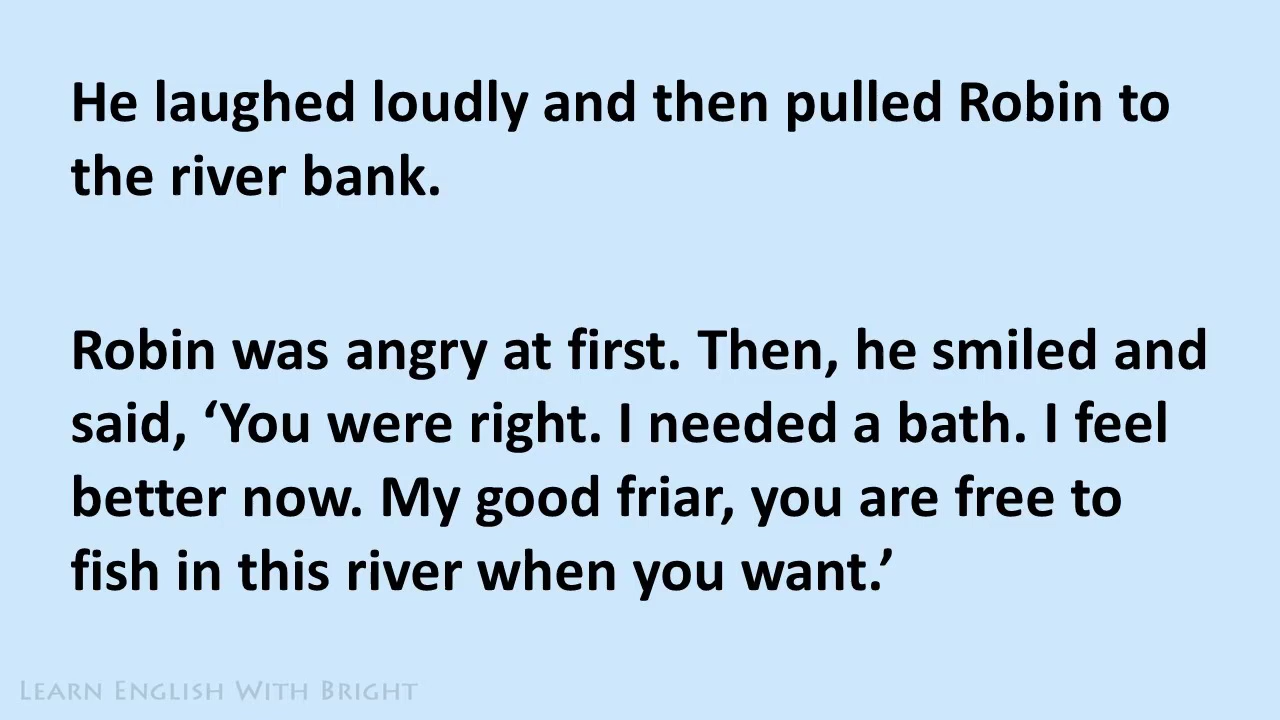 He laughed loudly and then pulled Robin to
the river bank.
Robin was angry at first. Then, he smiled and
said, ‘You were right. I needed a bath. I feel
better now. My good friar, you are free to
fish in this river when you want.’
Learn English With Bright